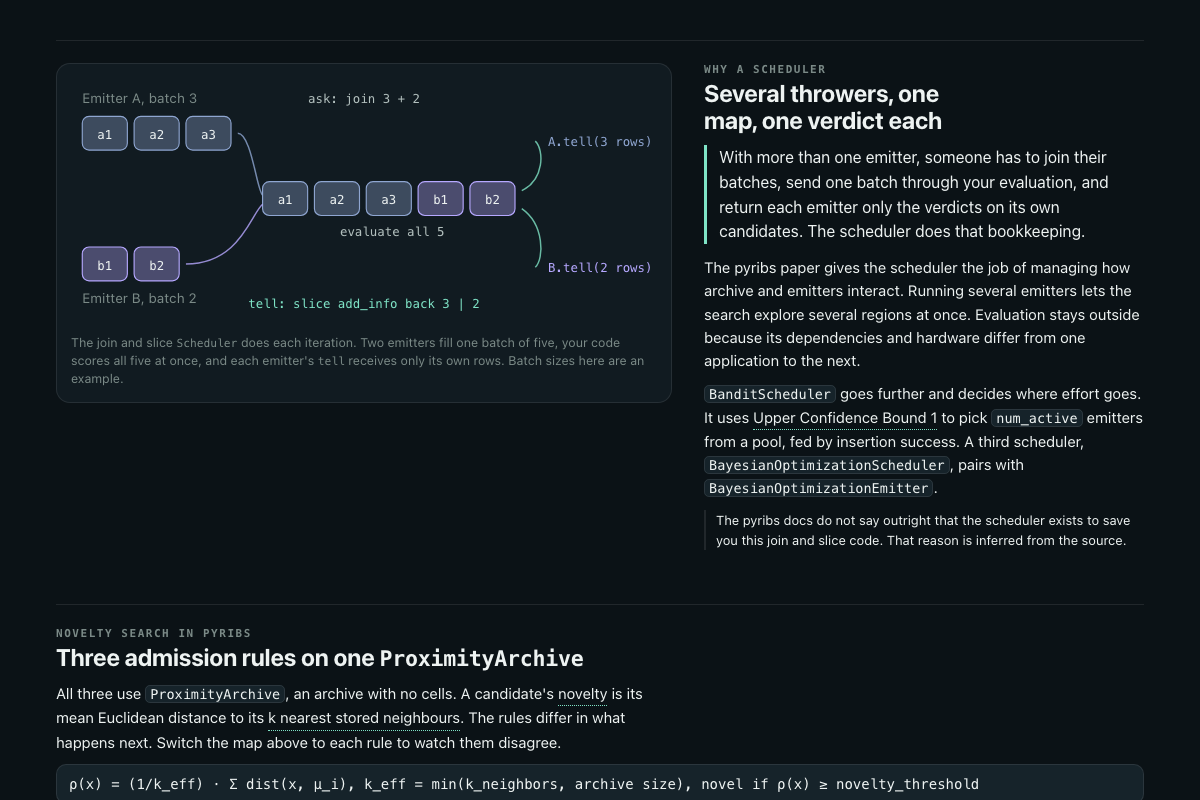 Emitter A, batch 3
ask: join 3 + 2
a1 a2 a3
A.tell(3 rows)
a1 a2 a3 b1 b2
evaluate all 5
b1 b2
B.tell(2 rows)
Emitter B, batch 2
tell: slice add_info back 3 | 2
The join and slice Scheduler does each iteration. Two emitters fill one batch of five, your code
scores all five at once, and each emitter's tell receives only its own rows. Batch sizes here are an
example.
WHY A SCHEDULER
Several throwers, one
map, one verdict each
With more than one emitter, someone has to join their
batches, send one batch through your evaluation, and
return each emitter only the verdicts on its own
candidates. The scheduler does that bookkeeping.
The pyribs paper gives the scheduler the job of managing how
archive and emitters interact. Running several emitters lets the
search explore several regions at once. Evaluation stays outside
because its dependencies and hardware differ from one
application to the next.
BanditScheduler goes further and decides where effort goes.
It uses Upper Confidence Bound 1 to pick num_active emitters
from a pool, fed by insertion success. A third scheduler,
BayesianOptimizationScheduler, pairs with
BayesianOptimizationEmitter.
The pyribs docs do not say outright that the scheduler exists to save
you this join and slice code. That reason is inferred from the source.
NOVELTY SEARCH IN PYRIBS
Three admission rules on one ProximityArchive
All three use ProximityArchive, an archive with no cells. A candidate's novelty is its
mean Euclidean distance to its k nearest stored neighbours. The rules differ in what
happens next. Switch the map above to each rule to watch them disagree.
ρ(x) = (1/k_eff) · Σ dist(x, μ_i), k_eff = min(k_neighbors, archive size), novel if ρ(x) ≥ novelty_threshold